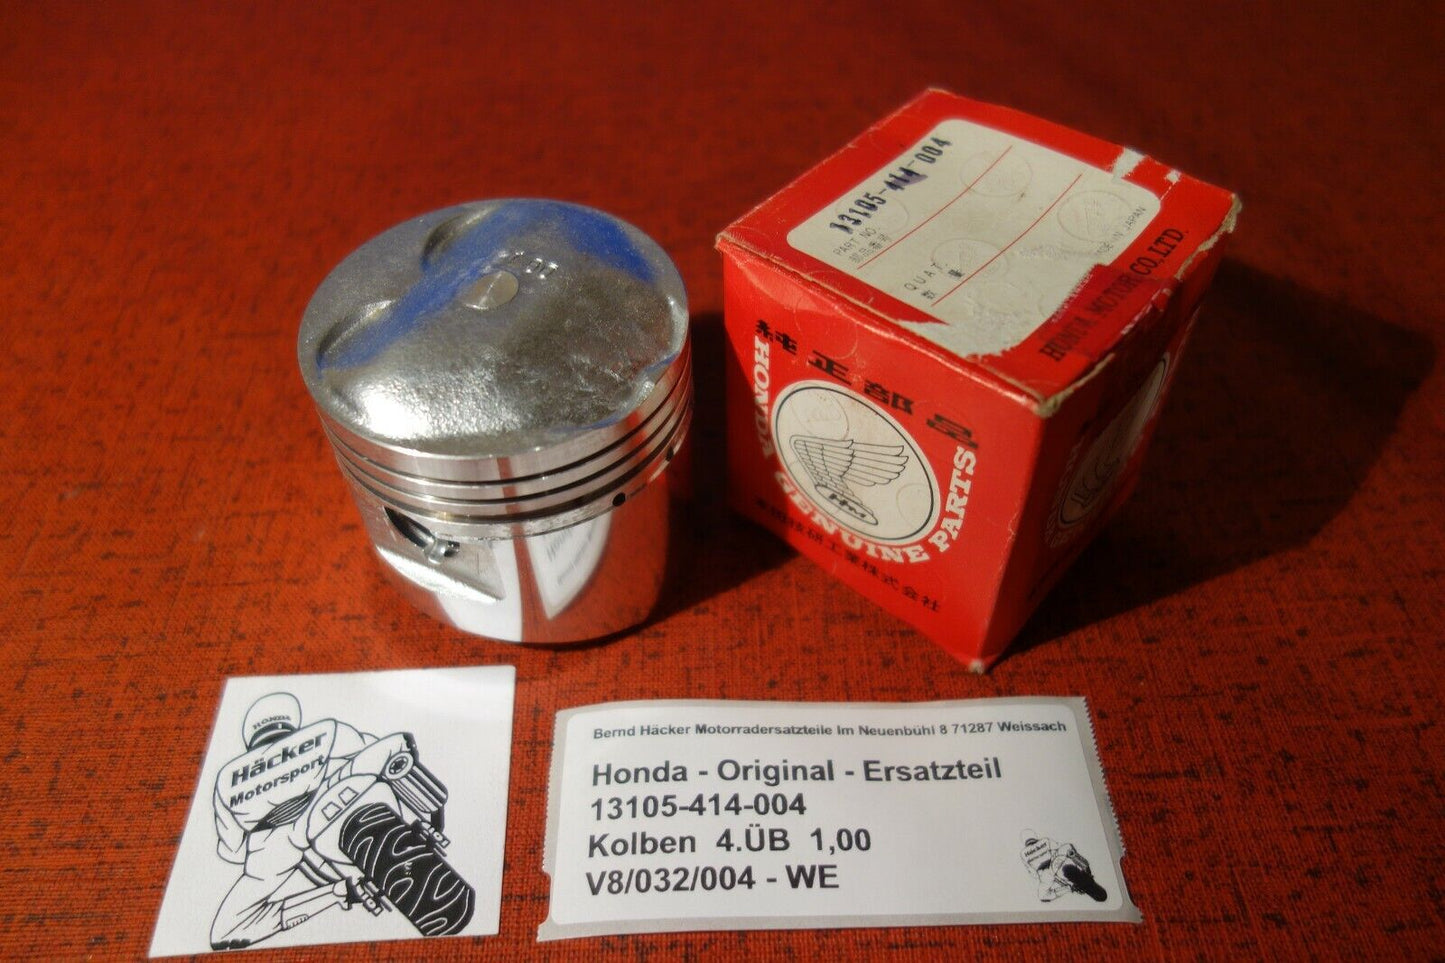 13105-414-004
PART NO.
部品番号
QUAT.
数 量
MADE IN JAPAN
HONDA MOTOR CO., LTD.
純正部品
HONDA GENUINE PARTS
HM
本田技研工業株式会社
HONDA
Häcker
Motorsport
Bernd Häcker Motorradersatzteile Im Neuenbühl 8 71287 Weissach
Honda - Original - Ersatzteil
13105-414-004
Kolben 4.ÜB 1,00
V8/032/004 - WE
Häcker